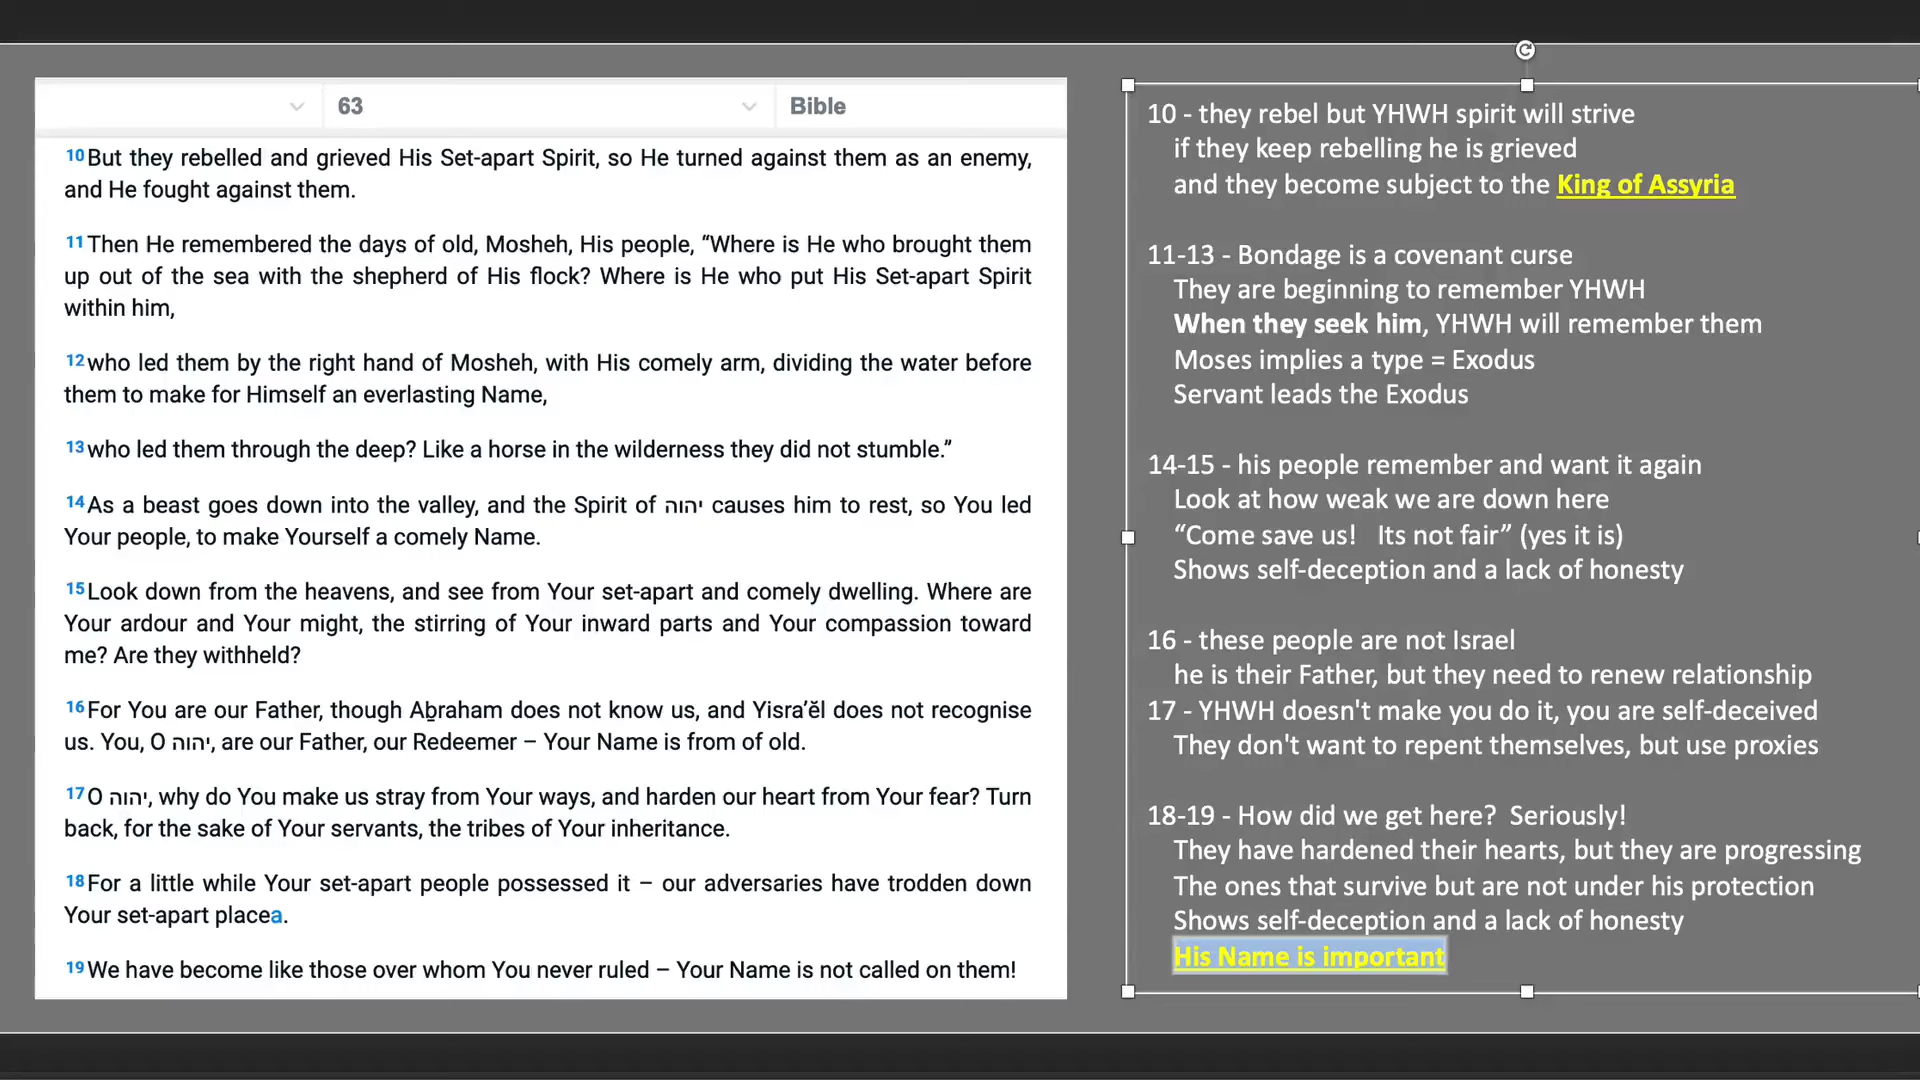 63
Bible
10But they rebelled and grieved His Set-apart Spirit, so He turned against them as an enemy,
and He fought against them.
11Then He remembered the days of old, Mosheh, His people, “Where is He who brought them
up out of the sea with the shepherd of His flock? Where is He who put His Set-apart Spirit
within him,
12who led them by the right hand of Mosheh, with His comely arm, dividing the water before
them to make for Himself an everlasting Name,
13who led them through the deep? Like a horse in the wilderness they did not stumble.”
14As a beast goes down into the valley, and the Spirit of יהוה causes him to rest, so You led
Your people, to make Yourself a comely Name.
15Look down from the heavens, and see from Your set-apart and comely dwelling. Where are
Your ardour and Your might, the stirring of Your inward parts and Your compassion toward
me? Are they withheld?
16For You are our Father, though Aḇraham does not know us, and Yisra’ĕl does not recognise
us. You, O יהוה, are our Father, our Redeemer – Your Name is from of old.
17O יהוה, why do You make us stray from Your ways, and harden our heart from Your fear? Turn
back, for the sake of Your servants, the tribes of Your inheritance.
18For a little while Your set-apart people possessed it – our adversaries have trodden down
Your set-apart placea.
19We have become like those over whom You never ruled – Your Name is not called on them!
10 - they rebel but YHWH spirit will strive
if they keep rebelling he is grieved
and they become subject to the King of Assyria
11-13 - Bondage is a covenant curse
They are beginning to remember YHWH
When they seek him, YHWH will remember them
Moses implies a type = Exodus
Servant leads the Exodus
14-15 - his people remember and want it again
Look at how weak we are down here
“Come save us!   Its not fair” (yes it is)
Shows self-deception and a lack of honesty
16 - these people are not Israel
he is their Father, but they need to renew relationship
17 - YHWH doesn't make you do it, you are self-deceived
They don't want to repent themselves, but use proxies
18-19 - How did we get here?  Seriously!
They have hardened their hearts, but they are progressing
The ones that survive but are not under his protection
Shows self-deception and a lack of honesty
His Name is important